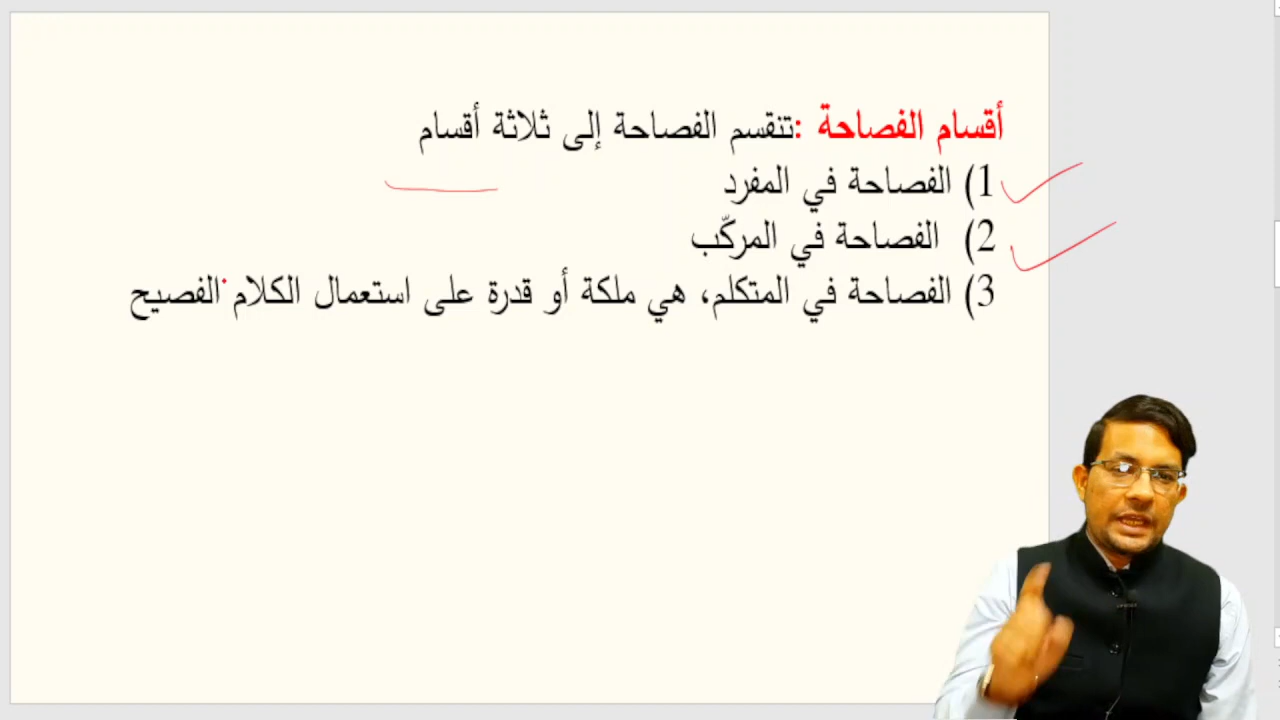 أقسام الفصاحة :تنقسم الفصاحة إلى ثلاثة أقسام
1) الفصاحة في المفرد
2) الفصاحة في المركّب
3) الفصاحة في المتكلم، هي ملكة أو قدرة على استعمال الكلام الفصيح